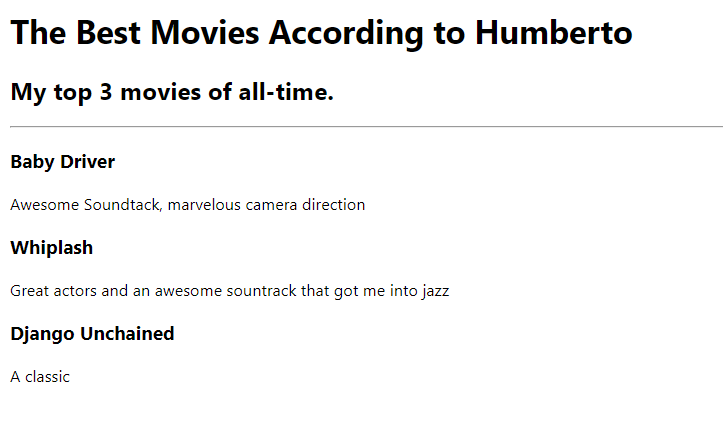 The Best Movies According to Humberto
My top 3 movies of all-time.
Baby Driver
Awesome Soundtack, marvelous camera direction
Whiplash
Great actors and an awesome sountrack that got me into jazz
Django Unchained
A classic